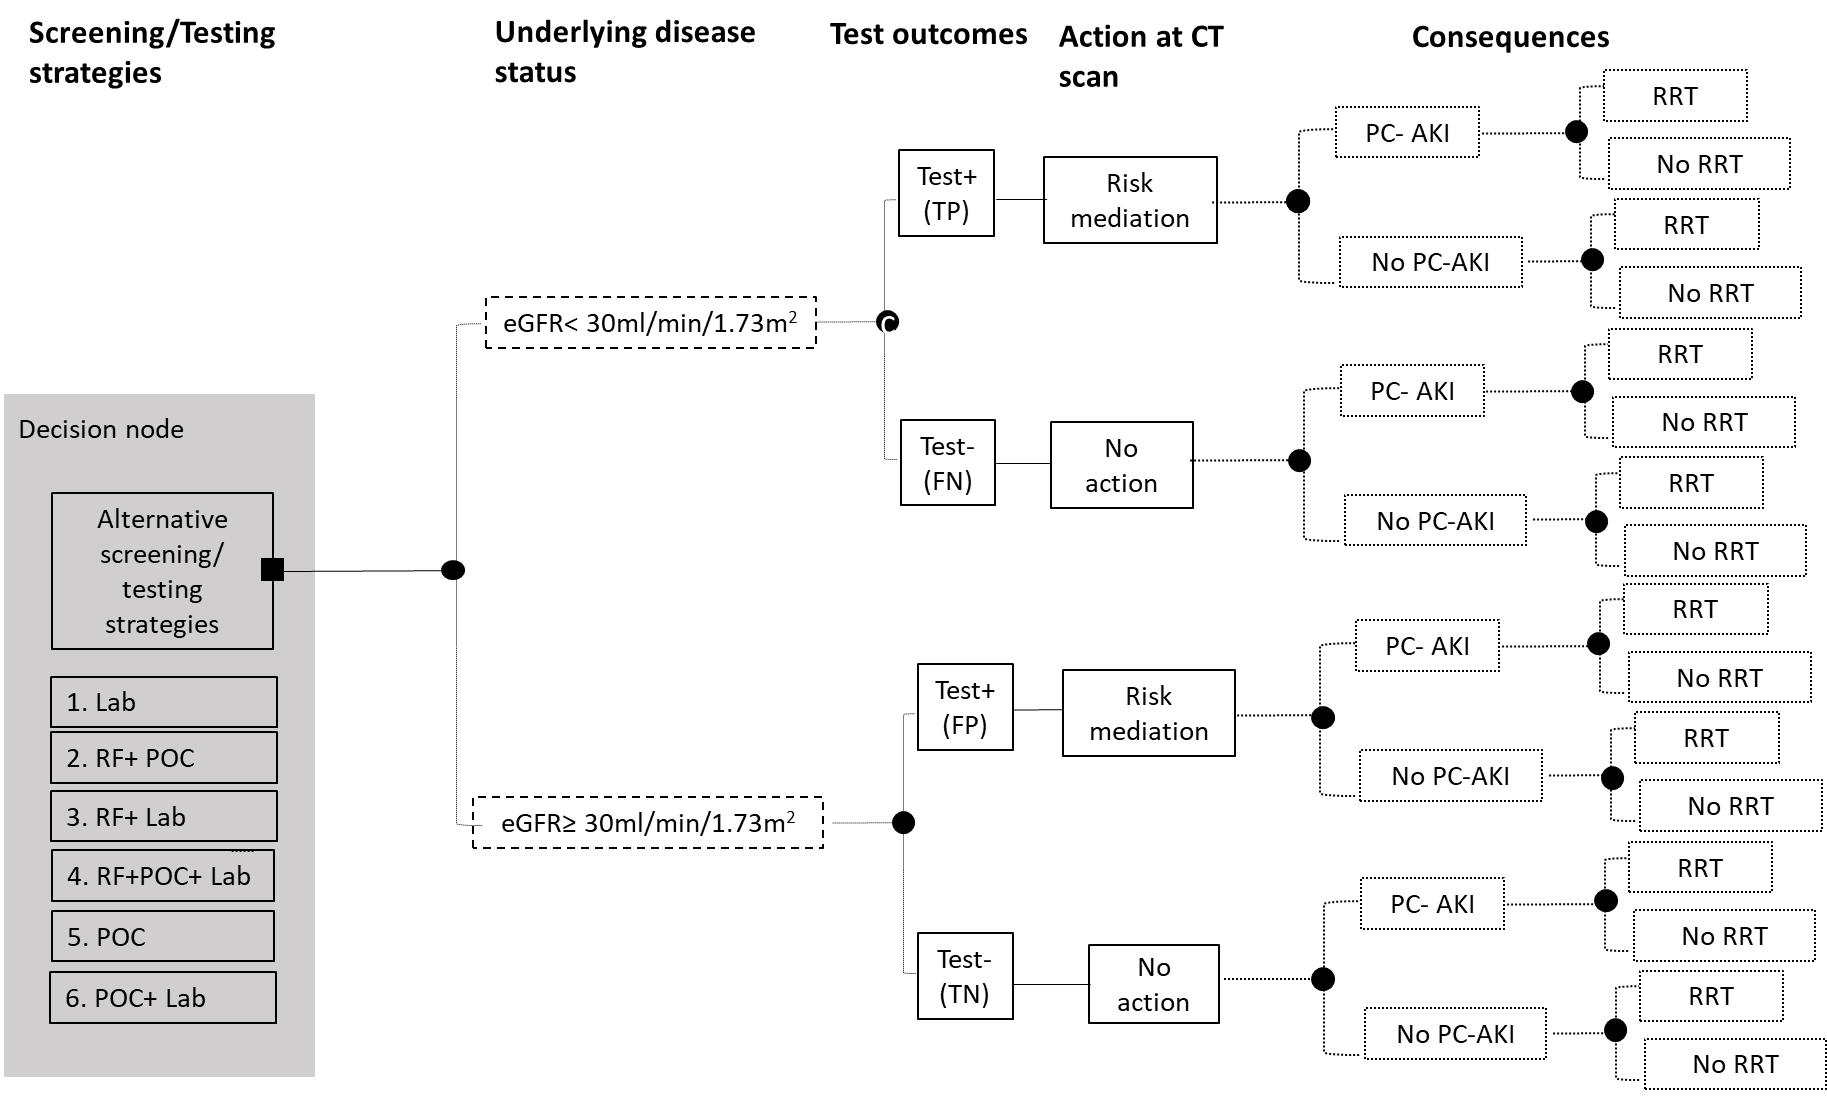 Screening/Testing
strategies
Underlying disease
status
Test outcomes
Action at CT
scan
Consequences
Decision node
Alternative
screening/
testing
strategies
1. Lab
2. RF+ POC
3. RF+ Lab
4. RF+POC+ Lab
5. POC
6. POC+ Lab
eGFR< 30ml/min/1.73m²
C
Test+
(TP)
Risk
mediation
PC- AKI
RRT
No RRT
No PC-AKI
RRT
No RRT
Test-
(FN)
No
action
PC- AKI
RRT
No RRT
No PC-AKI
RRT
No RRT
eGFR≥ 30ml/min/1.73m²
Test+
(FP)
Risk
mediation
PC- AKI
RRT
No RRT
No PC-AKI
RRT
No RRT
Test-
(TN)
No
action
PC- AKI
RRT
No RRT
No PC-AKI
RRT
No RRT